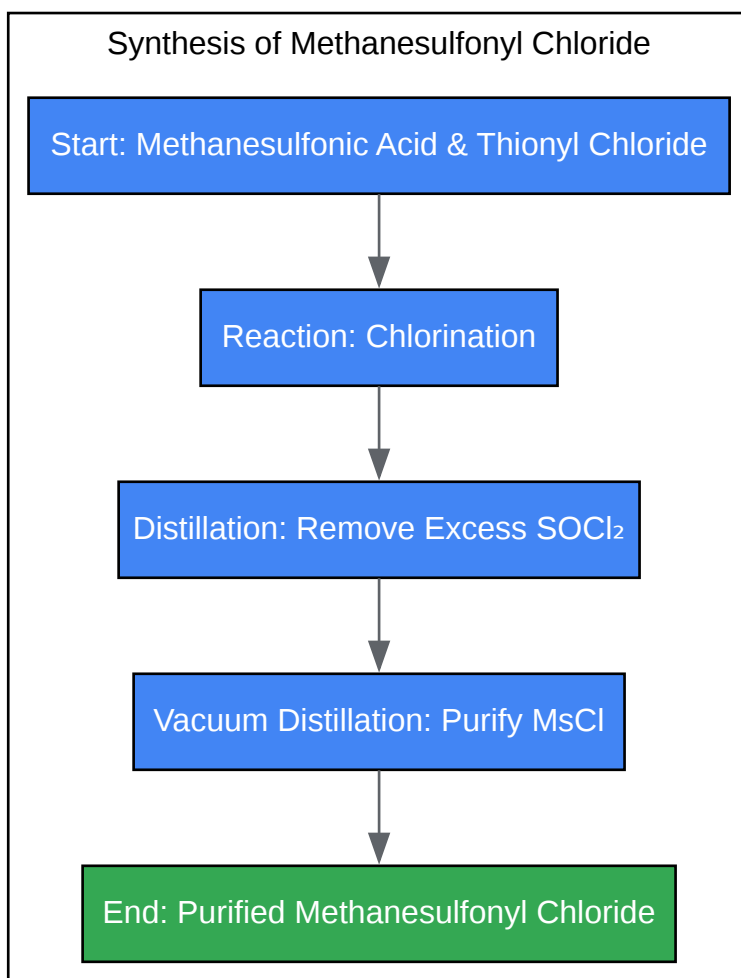 Synthesis of Methanesulfonyl Chloride
Start: Methanesulfonic Acid & Thionyl Chloride
Reaction: Chlorination
Distillation: Remove Excess SOCl₂
Vacuum Distillation: Purify MsCl
End: Purified Methanesulfonyl Chloride